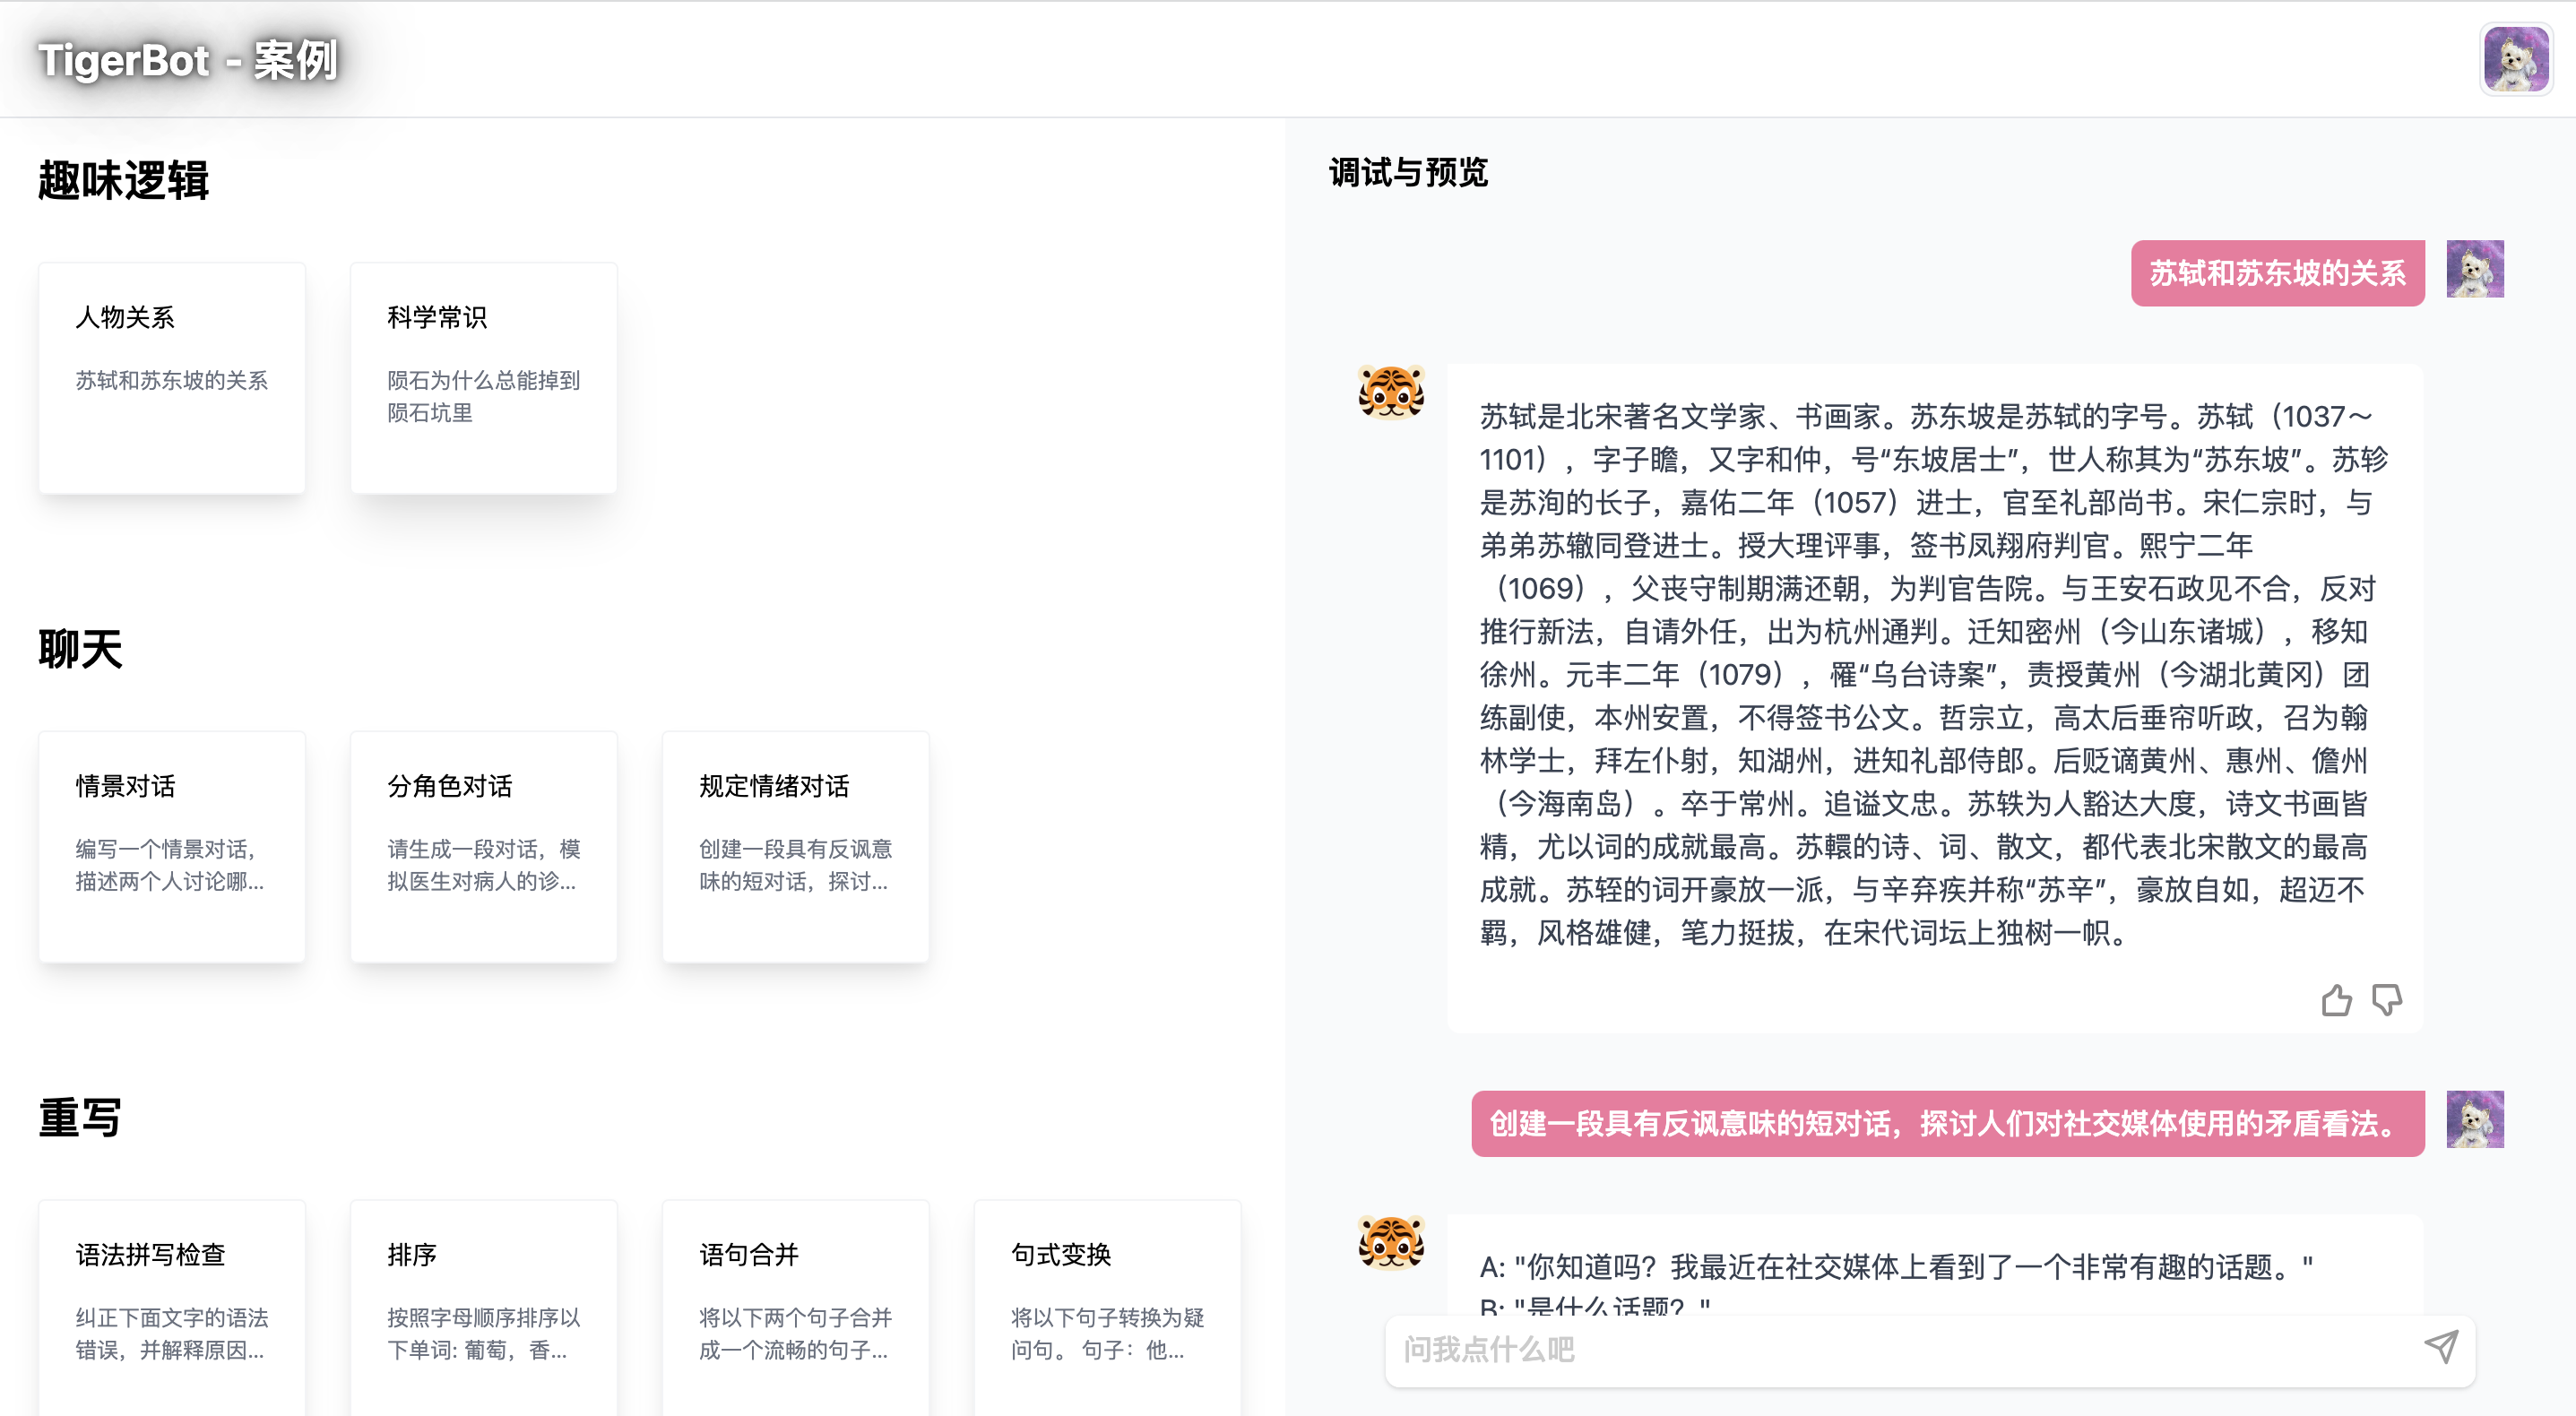 TigerBot - 案例
趣味逻辑
人物关系
苏轼和苏东坡的关系
科学常识
陨石为什么总能掉到
陨石坑里
聊天
情景对话
编写一个情景对话，
描述两个人讨论哪...
分角色对话
请生成一段对话，模
拟医生对病人的诊...
规定情绪对话
创建一段具有反讽意
味的短对话，探讨...
重写
语法拼写检查
纠正下面文字的语法
错误，并解释原因...
排序
按照字母顺序排序以
下单词: 葡萄，香...
语句合并
将以下两个句子合并
成一个流畅的句子...
句式变换
将以下句子转换为疑
问句。 句子：他...
调试与预览
苏轼和苏东坡的关系
苏轼是北宋著名文学家、书画家。苏东坡是苏轼的字号。苏轼（1037～
1101），字子瞻，又字和仲，号“东坡居士”，世人称其为“苏东坡”。苏轸
是苏洵的长子，嘉佑二年（1057）进士，官至礼部尚书。宋仁宗时，与
弟弟苏辙同登进士。授大理评事，签书凤翔府判官。熙宁二年
（1069），父丧守制期满还朝，为判官告院。与王安石政见不合，反对
推行新法，自请外任，出为杭州通判。迁知密州（今山东诸城），移知
徐州。元丰二年（1079），罹“乌台诗案”，责授黄州（今湖北黄冈）团
练副使，本州安置，不得签书公文。哲宗立，高太后垂帘听政，召为翰
林学士，拜左仆射，知湖州，进知礼部侍郎。后贬谪黄州、惠州、儋州
（今海南岛）。卒于常州。追谥文忠。苏轶为人豁达大度，诗文书画皆
精，尤以词的成就最高。苏轘的诗、词、散文，都代表北宋散文的最高
成就。苏轾的词开豪放一派，与辛弃疾并称“苏辛”，豪放自如，超迈不
羁，风格雄健，笔力挺拔，在宋代词坛上独树一帜。
创建一段具有反讽意味的短对话，探讨人们对社交媒体使用的矛盾看法。
A: "你知道吗？我最近在社交媒体上看到了一个非常有趣的话题。"
B: "是什么话题？"
问我点什么吧